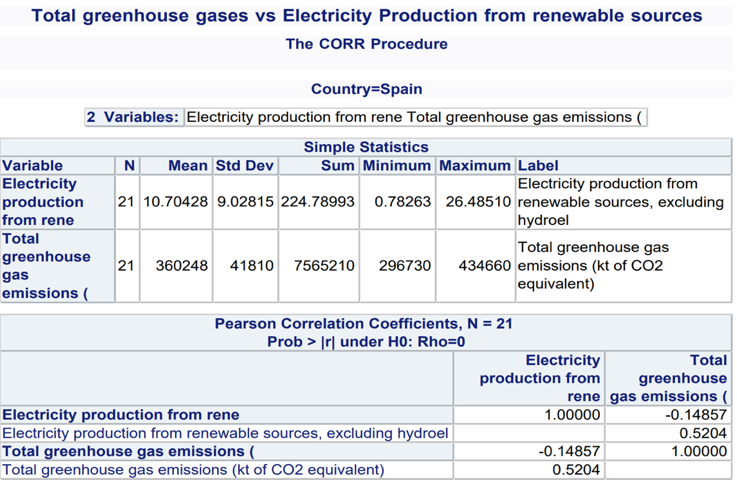 Total greenhouse gases vs Electricity Production from renewable sources
The CORR Procedure
Country=Spain
2 Variables: Electricity production from rene Total greenhouse gas emissions (
Simple Statistics
Variable N Mean Std Dev Sum Minimum Maximum Label
Electricity production from rene 21 10.70428 9.02815 224.78993 0.78263 26.48510 Electricity production from renewable sources, excluding hydroel
Total greenhouse gas emissions ( 21 360248 41810 7565210 296730 434660 Total greenhouse gas emissions (kt of CO2 equivalent)
Pearson Correlation Coefficients, N = 21
Prob > |r| under H0: Rho=0
Electricity production from rene Total greenhouse gas emissions (
Electricity production from rene 1.00000 -0.14857
Electricity production from renewable sources, excluding hydroel 0.5204
Total greenhouse gas emissions ( -0.14857 1.00000
Total greenhouse gas emissions (kt of CO2 equivalent) 0.5204